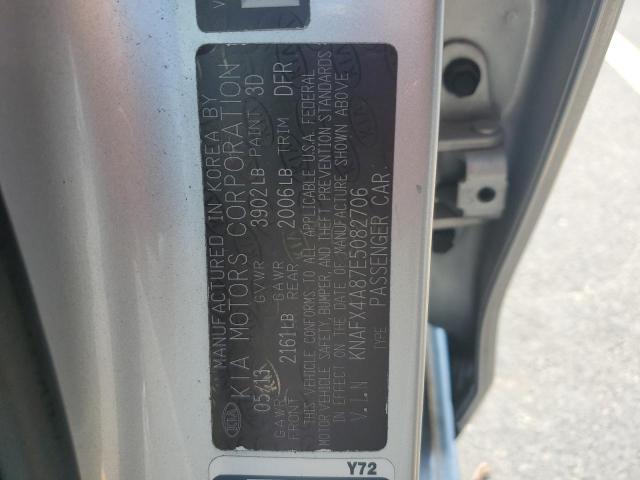 MANUFACTURED IN KOREA BY
KIA KIA MOTORS CORPORATION
05/13 GVWR 3902LB PAINT 3D
GAWR FRONT 2161LB GAWR REAR 2006LB TRIM DFR
THIS VEHICLE CONFORMS TO ALL APPLICABLE U.S.A. FEDERAL
MOTOR VEHICLE SAFETY, BUMPER, AND THEFT PREVENTION STANDARDS
IN EFFECT ON THE DATE OF MANUFACTURE SHOWN ABOVE
V.I.N KNAFX4A87E5082706
TYPE PASSENGER CAR
Y72